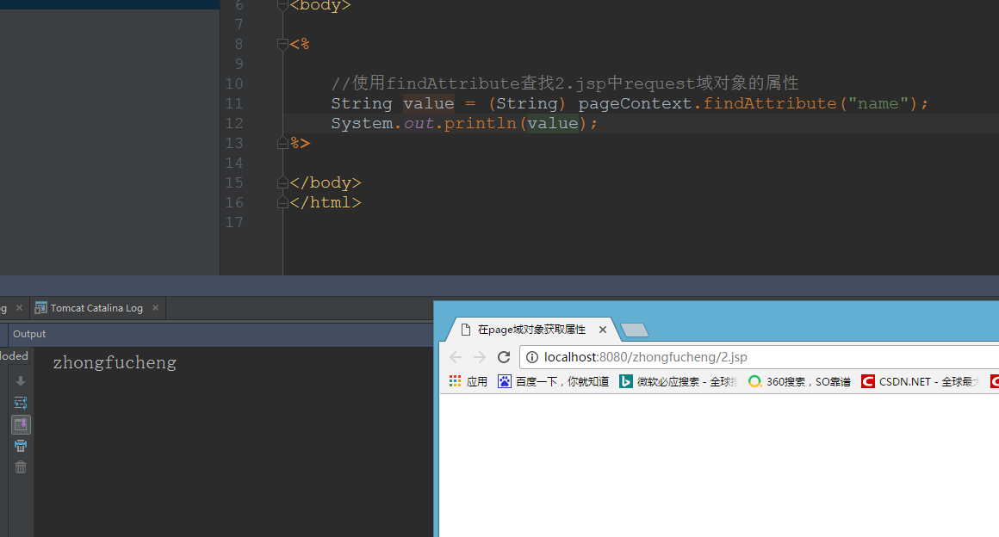 6 <body>
7
8 <%
9
10 //使用findAttribute查找2.jsp中request域对象的属性
11 String value = (String) pageContext.findAttribute("name");
12 System.out.println(value);
13 %>
14
15 </body>
16 </html>
17
og × Tomcat Catalina Log ×
Output
loded
zhongfucheng
在page域对象获取属性 ×
localhost:8080/zhongfucheng/2.jsp
应用 百度一下，你就知道 微软必应搜索 - 全球 360搜索，SO靠谱 CSDN.NET - 全球最